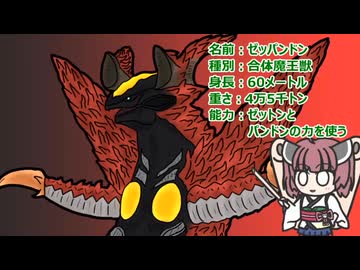 名前：ゼッパンドン
種別：合体魔王獣
身長：60メートル
重さ：4万5千トン
能力：ゼットンと
パンドンの力を使う